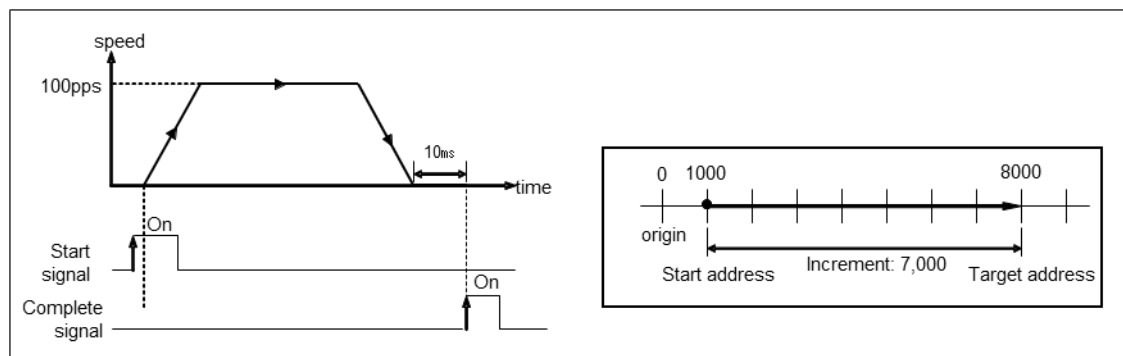 speed
100pps
10ms
time
On
Start
signal
On
Complete
signal
0 1000 8000
origin
Increment: 7,000
Start address Target address